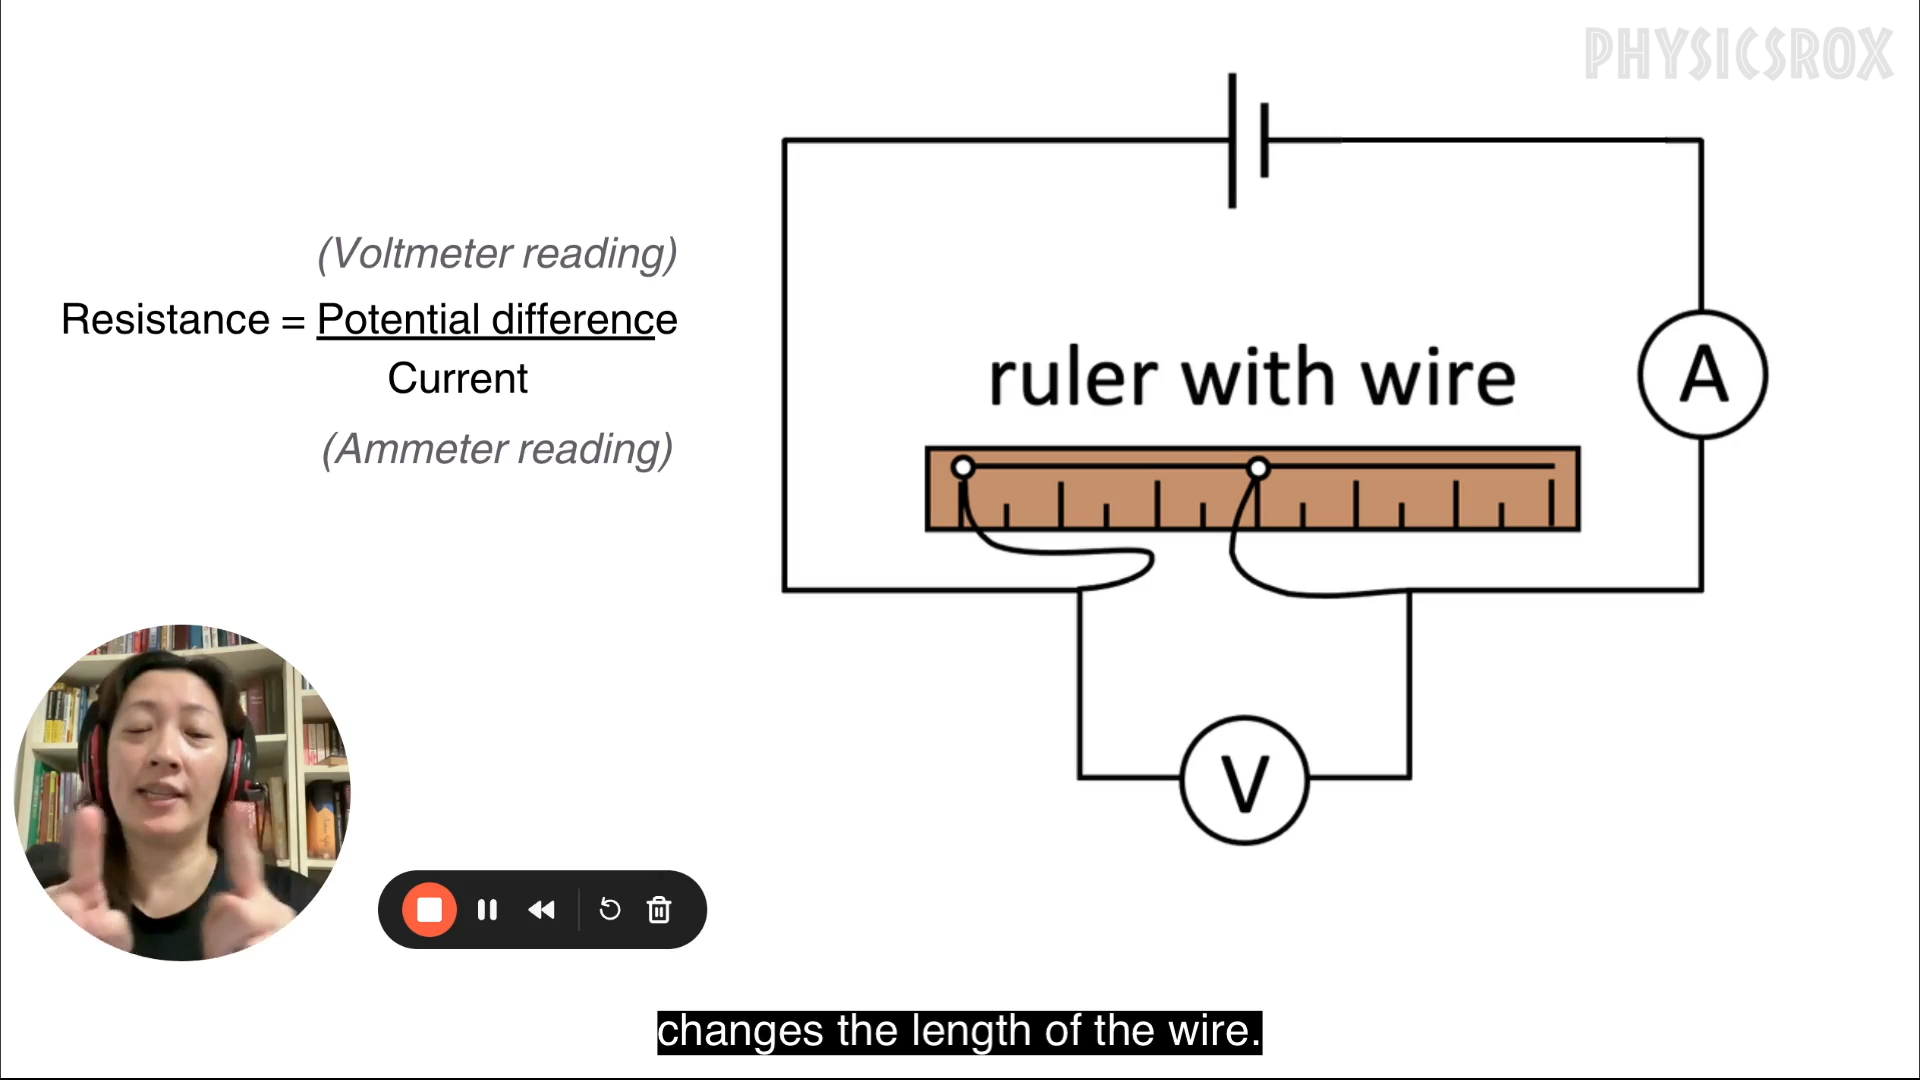 PHYSICSROX
(Voltmeter reading)
Resistance = Potential difference
Current
(Ammeter reading)
ruler with wire
A
V
changes the length of the wire.